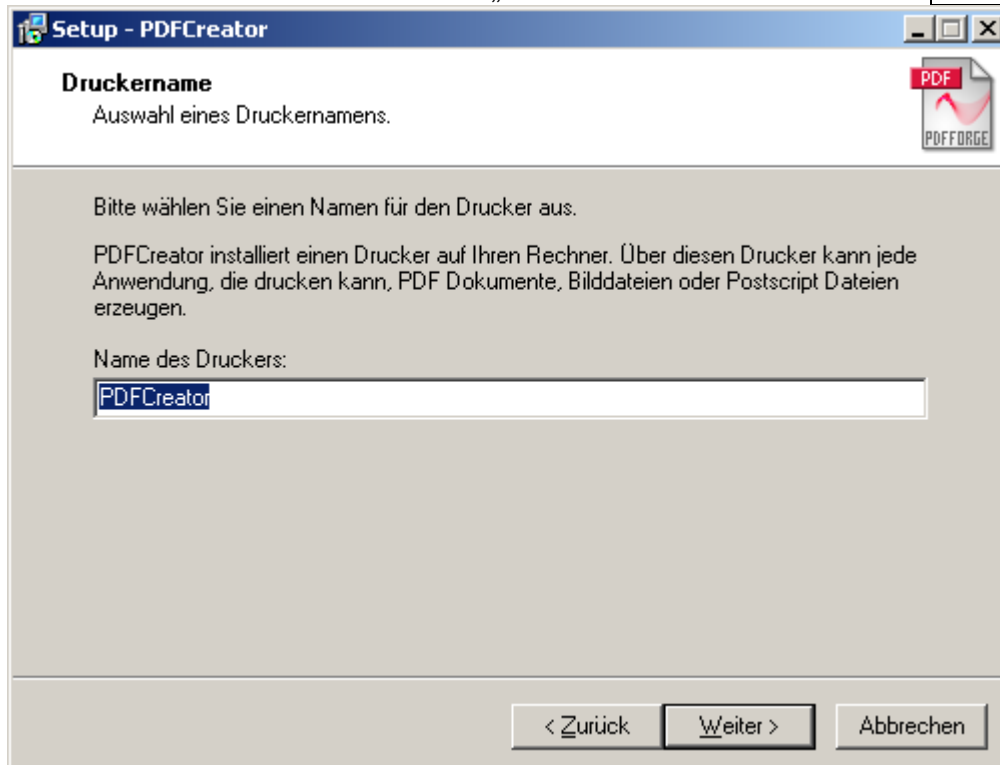 Setup - PDFCreator
Druckername
Auswahl eines Druckernamens.
PDF
PDFFORGE
Bitte wählen Sie einen Namen für den Drucker aus.
PDFCreator installiert einen Drucker auf Ihren Rechner. Über diesen Drucker kann jede
Anwendung, die drucken kann, PDF Dokumente, Bilddateien oder Postscript Dateien
erzeugen.
Name des Druckers:
PDFCreator
< Zurück
Weiter >
Abbrechen